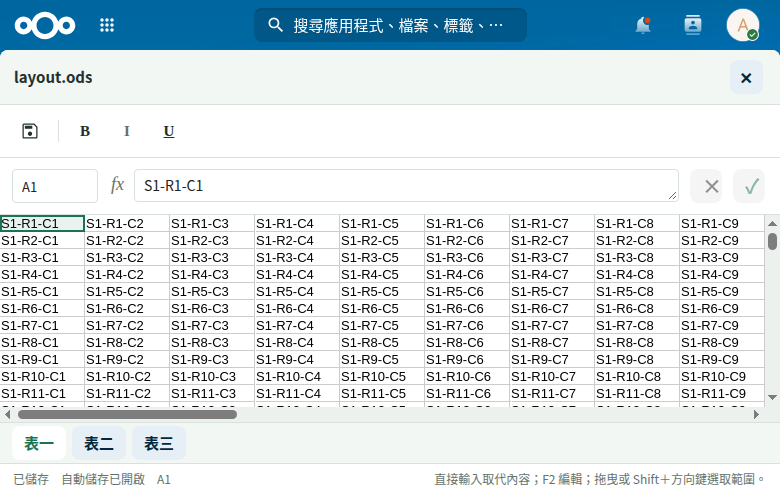 搜尋應用程式、檔案、標籤、…
A
layout.ods
B I U
A1 fx S1-R1-C1
S1-R1-C1 S1-R1-C2 S1-R1-C3 S1-R1-C4 S1-R1-C5 S1-R1-C6 S1-R1-C7 S1-R1-C8 S1-R1-C9
S1-R2-C1 S1-R2-C2 S1-R2-C3 S1-R2-C4 S1-R2-C5 S1-R2-C6 S1-R2-C7 S1-R2-C8 S1-R2-C9
S1-R3-C1 S1-R3-C2 S1-R3-C3 S1-R3-C4 S1-R3-C5 S1-R3-C6 S1-R3-C7 S1-R3-C8 S1-R3-C9
S1-R4-C1 S1-R4-C2 S1-R4-C3 S1-R4-C4 S1-R4-C5 S1-R4-C6 S1-R4-C7 S1-R4-C8 S1-R4-C9
S1-R5-C1 S1-R5-C2 S1-R5-C3 S1-R5-C4 S1-R5-C5 S1-R5-C6 S1-R5-C7 S1-R5-C8 S1-R5-C9
S1-R6-C1 S1-R6-C2 S1-R6-C3 S1-R6-C4 S1-R6-C5 S1-R6-C6 S1-R6-C7 S1-R6-C8 S1-R6-C9
S1-R7-C1 S1-R7-C2 S1-R7-C3 S1-R7-C4 S1-R7-C5 S1-R7-C6 S1-R7-C7 S1-R7-C8 S1-R7-C9
S1-R8-C1 S1-R8-C2 S1-R8-C3 S1-R8-C4 S1-R8-C5 S1-R8-C6 S1-R8-C7 S1-R8-C8 S1-R8-C9
S1-R9-C1 S1-R9-C2 S1-R9-C3 S1-R9-C4 S1-R9-C5 S1-R9-C6 S1-R9-C7 S1-R9-C8 S1-R9-C9
S1-R10-C1 S1-R10-C2 S1-R10-C3 S1-R10-C4 S1-R10-C5 S1-R10-C6 S1-R10-C7 S1-R10-C8 S1-R10-C9
S1-R11-C1 S1-R11-C2 S1-R11-C3 S1-R11-C4 S1-R11-C5 S1-R11-C6 S1-R11-C7 S1-R11-C8 S1-R11-C9
表一 表二 表三
已儲存 自動儲存已開啟 A1 直接輸入取代內容；F2 編輯；拖曳或 Shift＋方向鍵選取範圍。